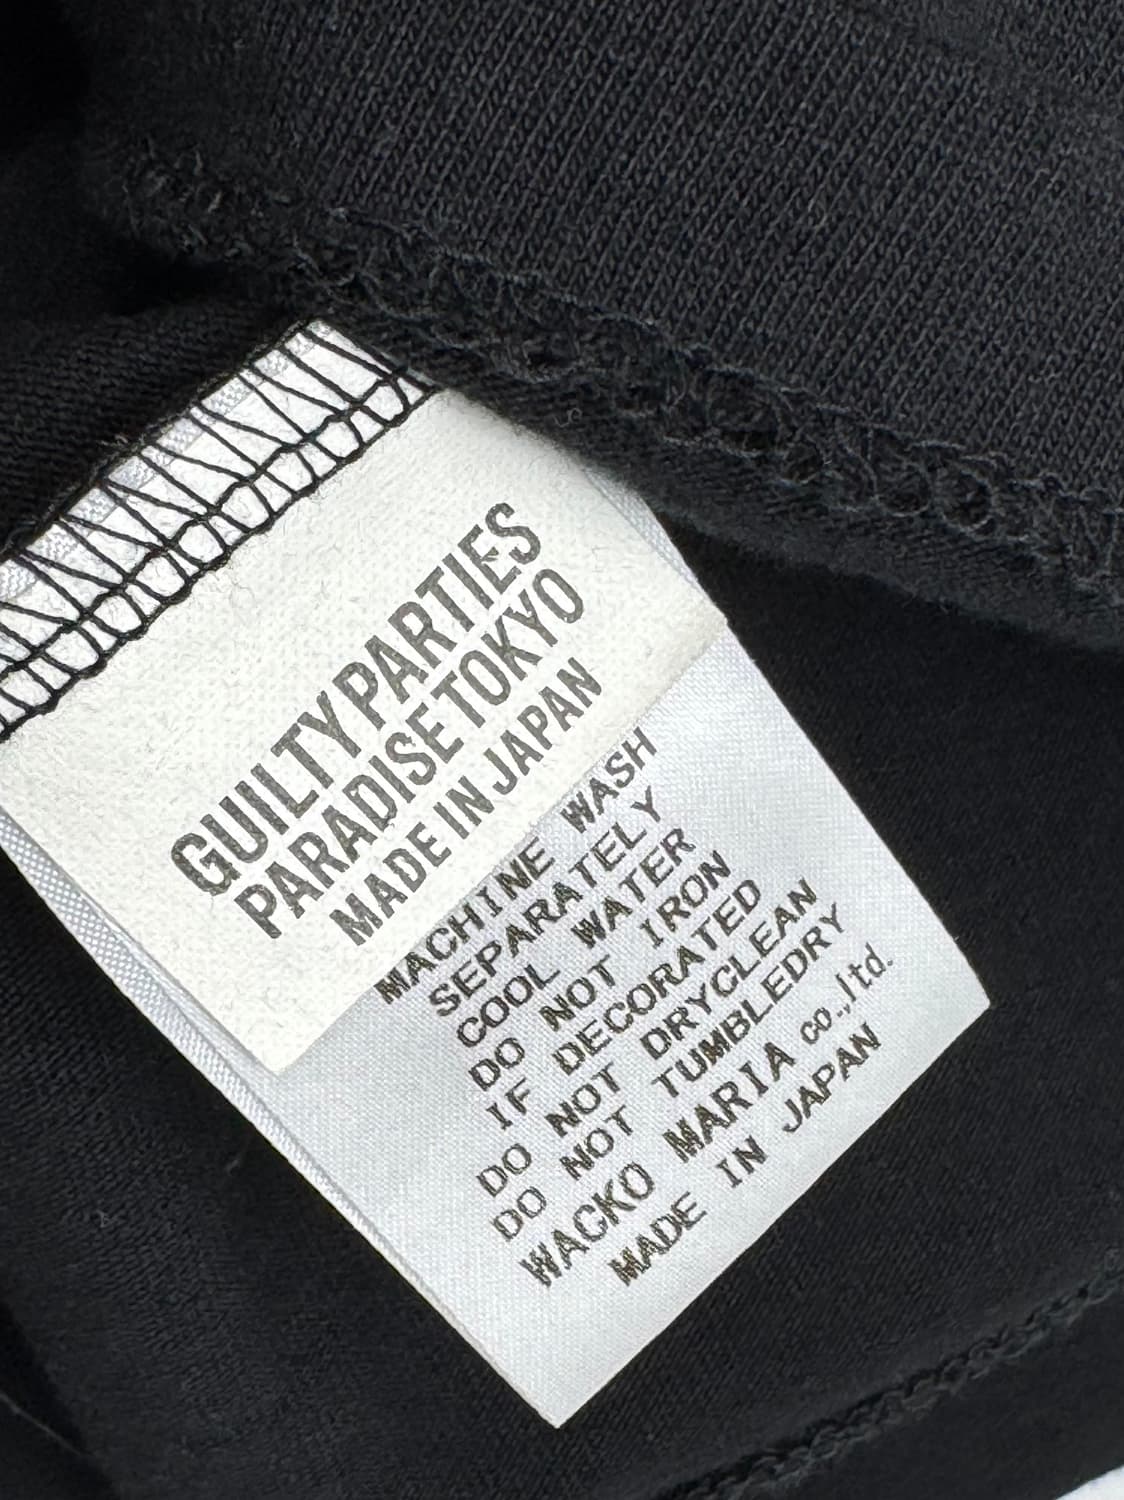 GUILTY PARTIES
PARADISE TOKYO
MADE IN JAPAN
MACHINE WASH
SEPARATELY
COOL WATER
DO NOT IRON
IF DECORATED
DO NOT DRYCLEAN
DO NOT TUMBLEDRY
WACKO MARIA co.,ltd.
MADE IN JAPAN